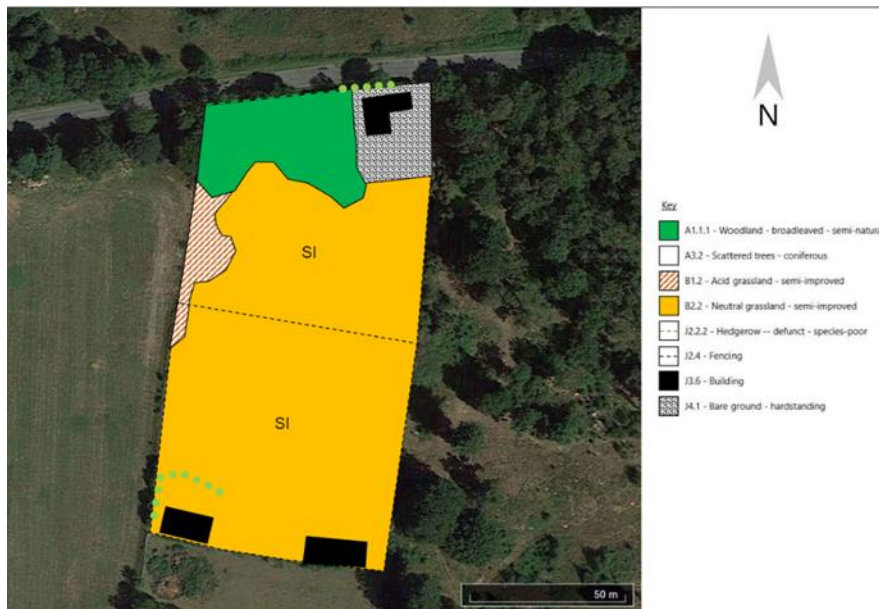 N
Key
A1.1.1 - Woodland - broadleaved - semi-natura
A3.2 - Scattered trees - coniferous
B1.2 - Acid grassland - semi-improved
B2.2 - Neutral grassland - semi-improved
J2.2.2 - Hedgerow -- defunct - species-poor
J2.4 - Fencing
J3.6 - Building
J4.1 - Bare ground - hardstanding
SI
SI
50 m